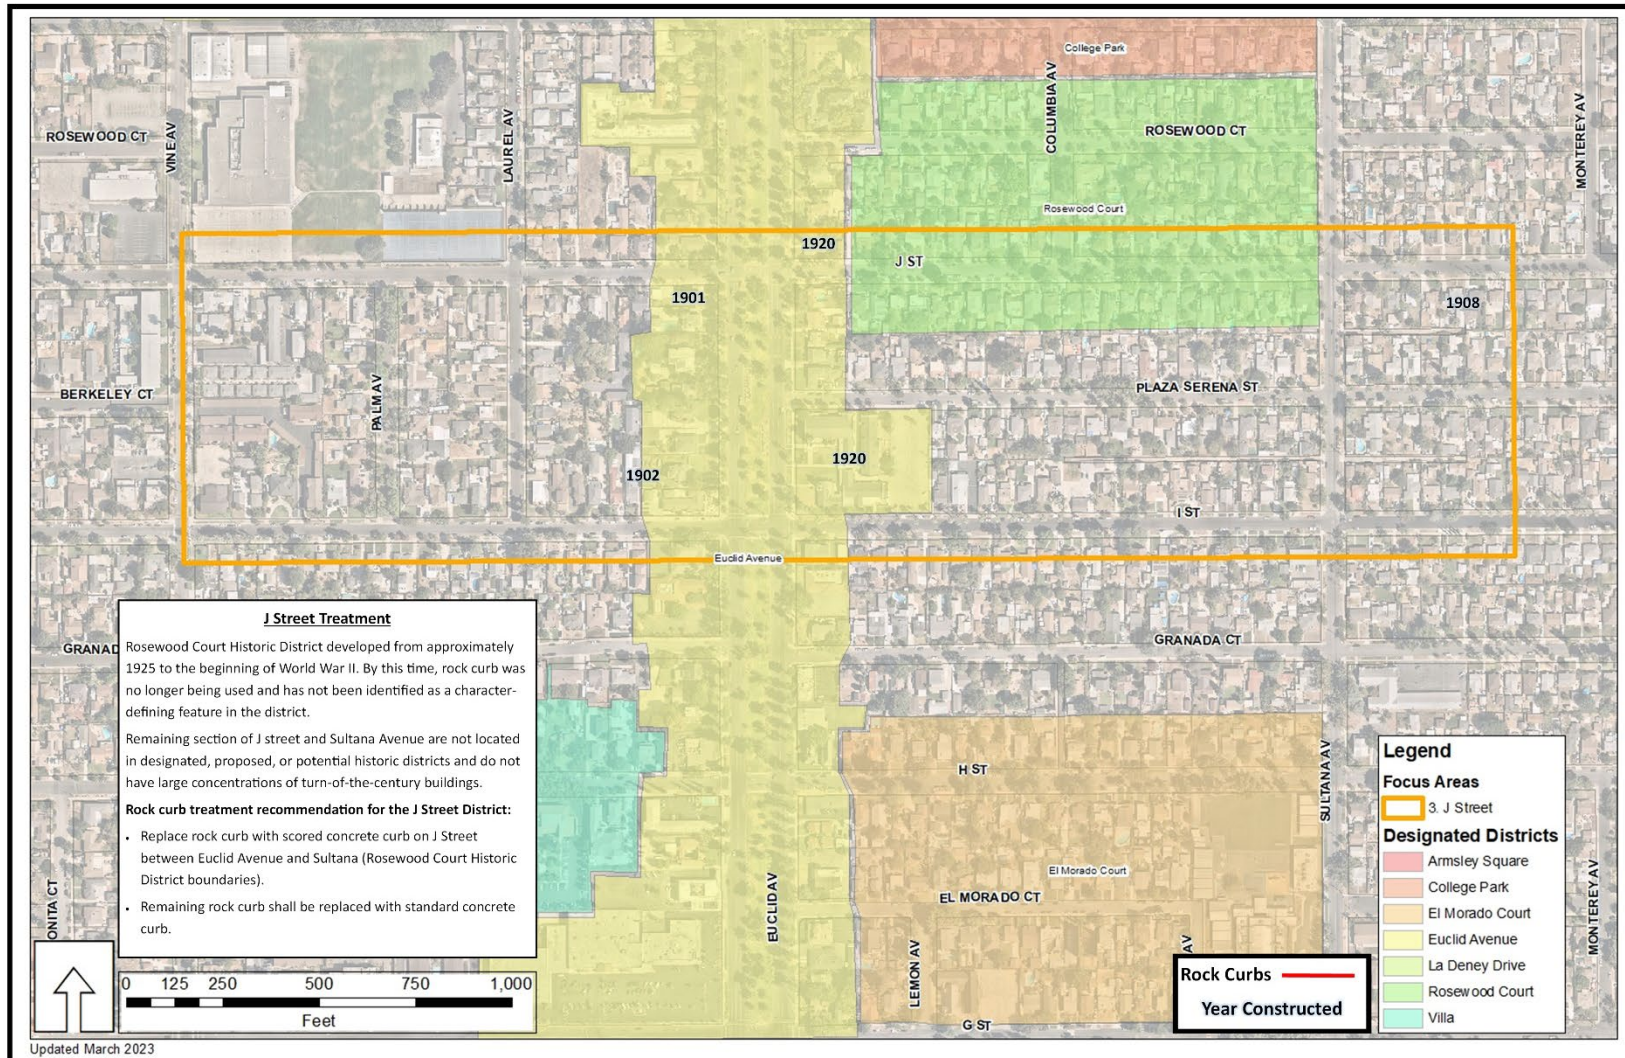 College Park
ROSEWOOD CT
VINE AV
LAUREL AV
COLUMBIA AV
ROSEWOOD CT
MONTEREY AV
Rosewood Court
1920
J ST
1901
1908
BERKELEY CT
PALM AV
PLAZA SERENA ST
1902
1920
I ST
Euclid Avenue
GRANAD
GRANADA CT
J Street Treatment
Rosewood Court Historic District developed from approximately
1925 to the beginning of World War II. By this time, rock curb was
no longer being used and has not been identified as a character-
defining feature in the district.
Remaining section of J street and Sultana Avenue are not located
in designated, proposed, or potential historic districts and do not
have large concentrations of turn-of-the-century buildings.
Rock curb treatment recommendation for the J Street District:
• Replace rock curb with scored concrete curb on J Street
between Euclid Avenue and Sultana (Rosewood Court Historic
District boundaries).
• Remaining rock curb shall be replaced with standard concrete
curb.
H ST
SULTANA AV
El Morado Court
EL MORADO CT
EUCLID AV
LEMON AV
AV
G ST
ONITA CT
MONTEREY AV
0 125 250 500 750 1,000
Feet
Rock Curbs
Year Constructed
Legend
Focus Areas
3. J Street
Designated Districts
Armsley Square
College Park
El Morado Court
Euclid Avenue
La Deney Drive
Rosewood Court
Villa
Updated March 2023